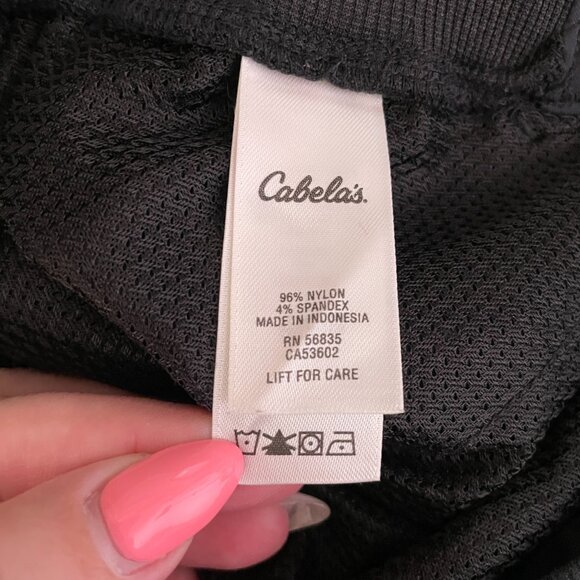 Cabela's.
96% NYLON
4% SPANDEX
MADE IN INDONESIA
RN 56835
CA53602
LIFT FOR CARE